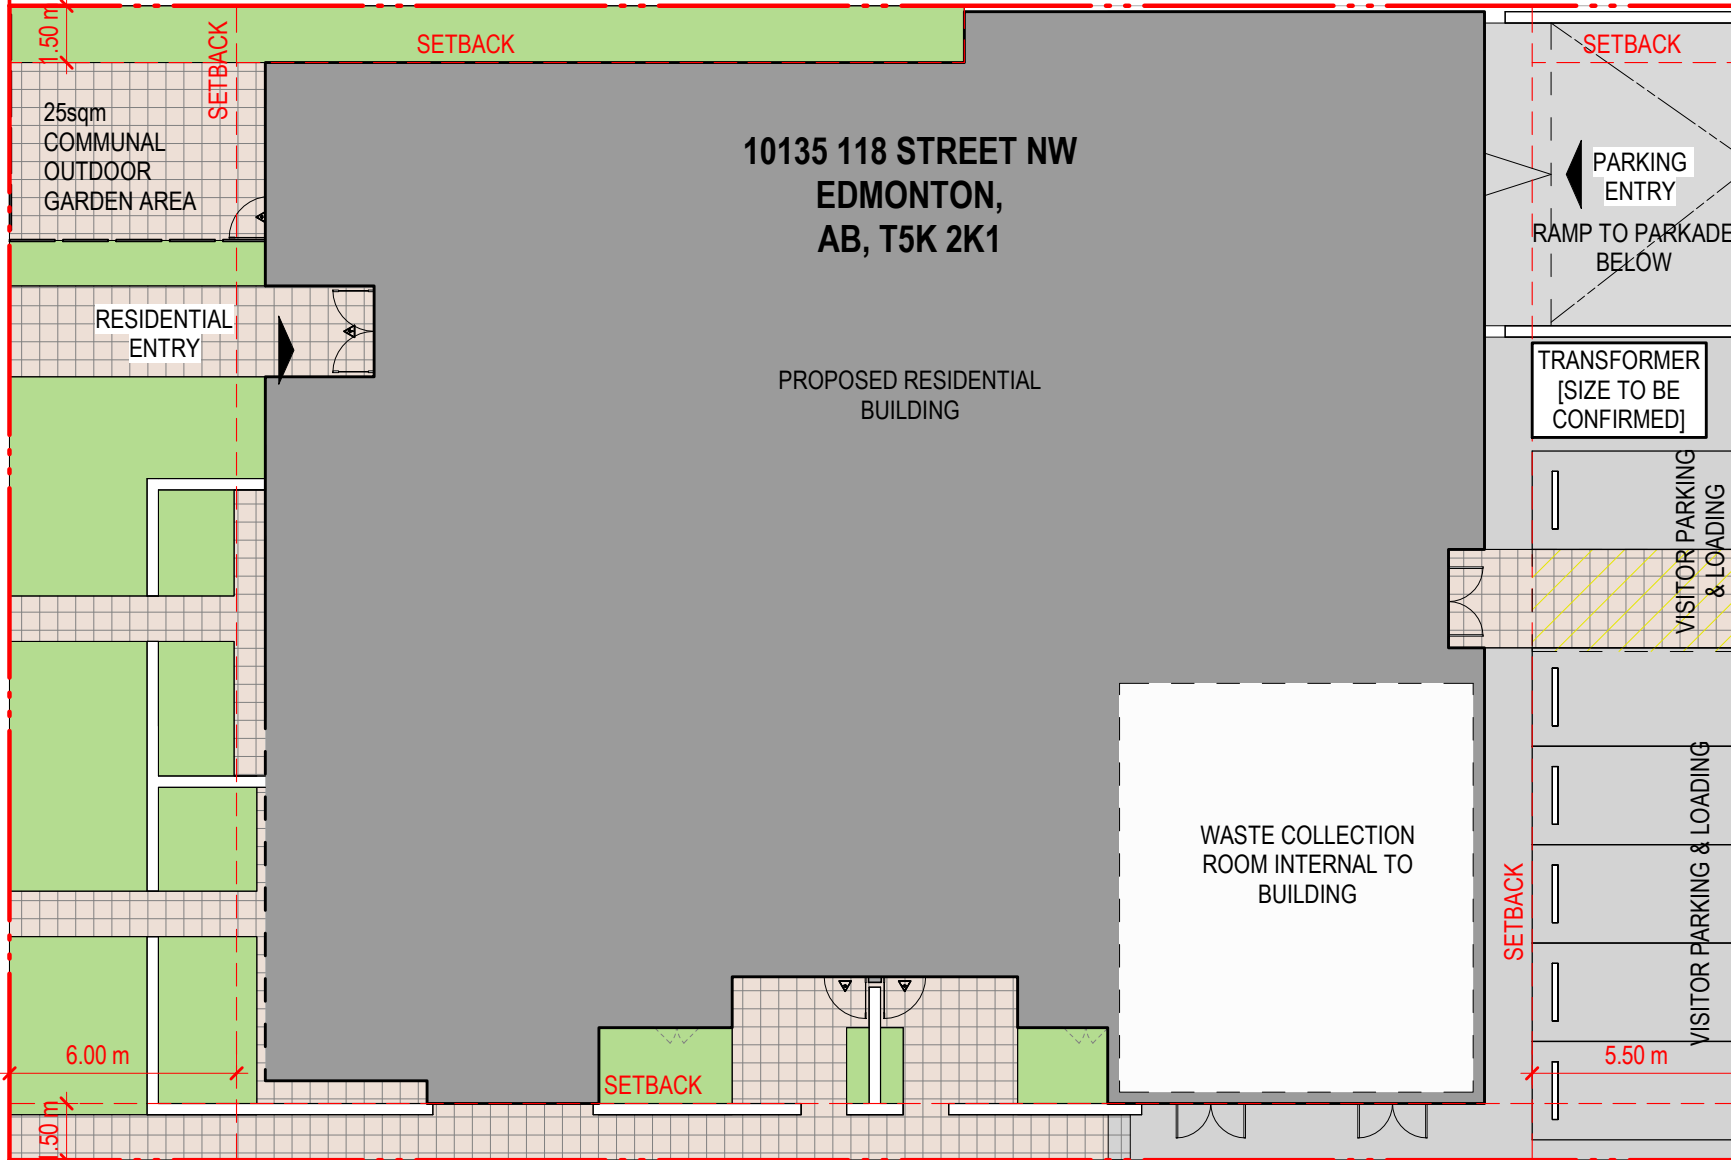 1.50 m
SETBACK
SETBACK
SETBACK
25sqm
COMMUNAL
OUTDOOR
GARDEN AREA
10135 118 STREET NW
EDMONTON,
AB, T5K 2K1
PARKING
ENTRY
RAMP TO PARKADE
BELOW
RESIDENTIAL
ENTRY
PROPOSED RESIDENTIAL
BUILDING
TRANSFORMER
[SIZE TO BE
CONFIRMED]
VISITOR PARKING
& LOADING
WASTE COLLECTION
ROOM INTERNAL TO
BUILDING
SETBACK
VISITOR PARKING & LOADING
6.00 m
SETBACK
5.50 m
1.50 m